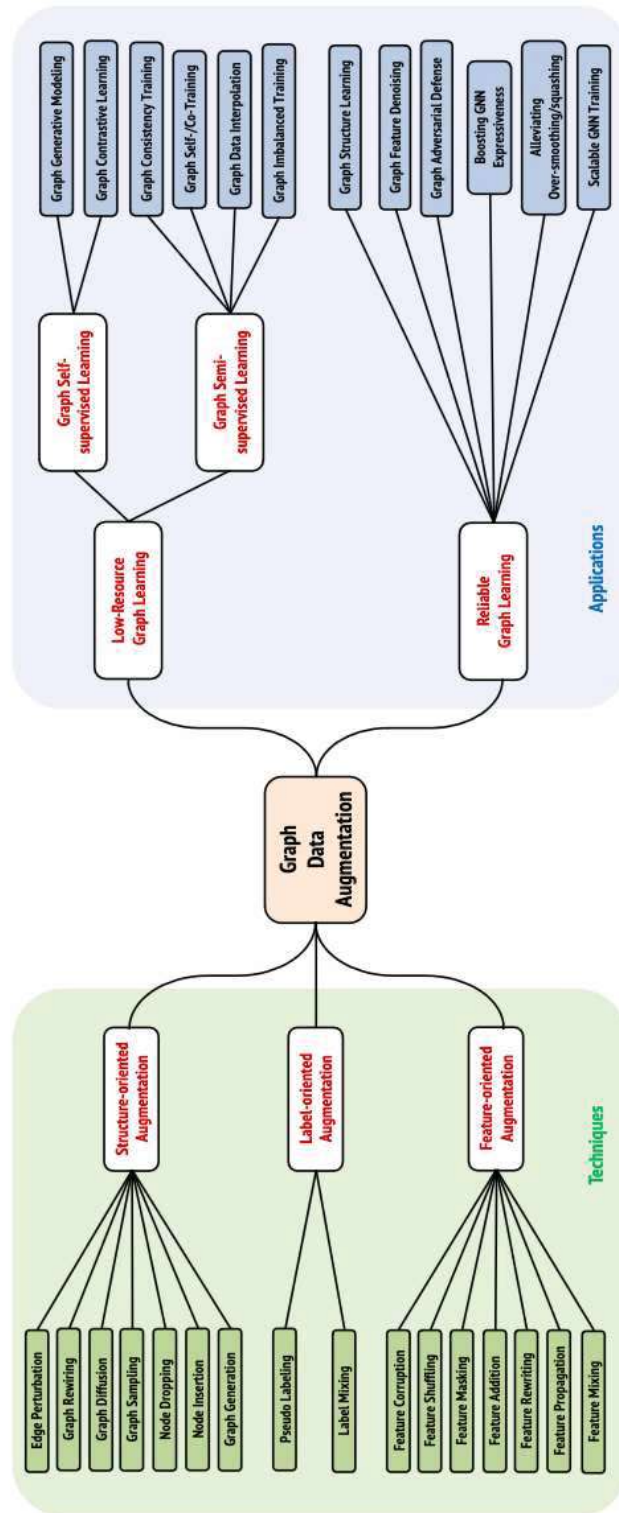 Edge Perturbation
Graph Rewiring
Graph Diffusion
Graph Sampling
Node Dropping
Node Insertion
Graph Generation
Pseudo Labeling
Label Mixing
Feature Corruption
Feature Shuffling
Feature Masking
Feature Addition
Feature Rewriting
Feature Propagation
Feature Mixing
Structure-oriented
Augmentation
Label-oriented
Augmentation
Feature-oriented
Augmentation
Techniques
Graph
Data
Augmentation
Low-Resource
Graph Learning
Reliable
Graph Learning
Applications
Graph Self-
supervised Learning
Graph Semi-
supervised Learning
Graph Generative Modeling
Graph Contrastive Learning
Graph Consistency Training
Graph Self-/Co-Training
Graph Data Interpolation
Graph Imbalanced Training
Graph Structure Learning
Graph Feature Denoising
Graph Adversarial Defense
Boosting GNN
Expressiveness
Alleviating
Over-smoothing/squashing
Scalable GNN Training